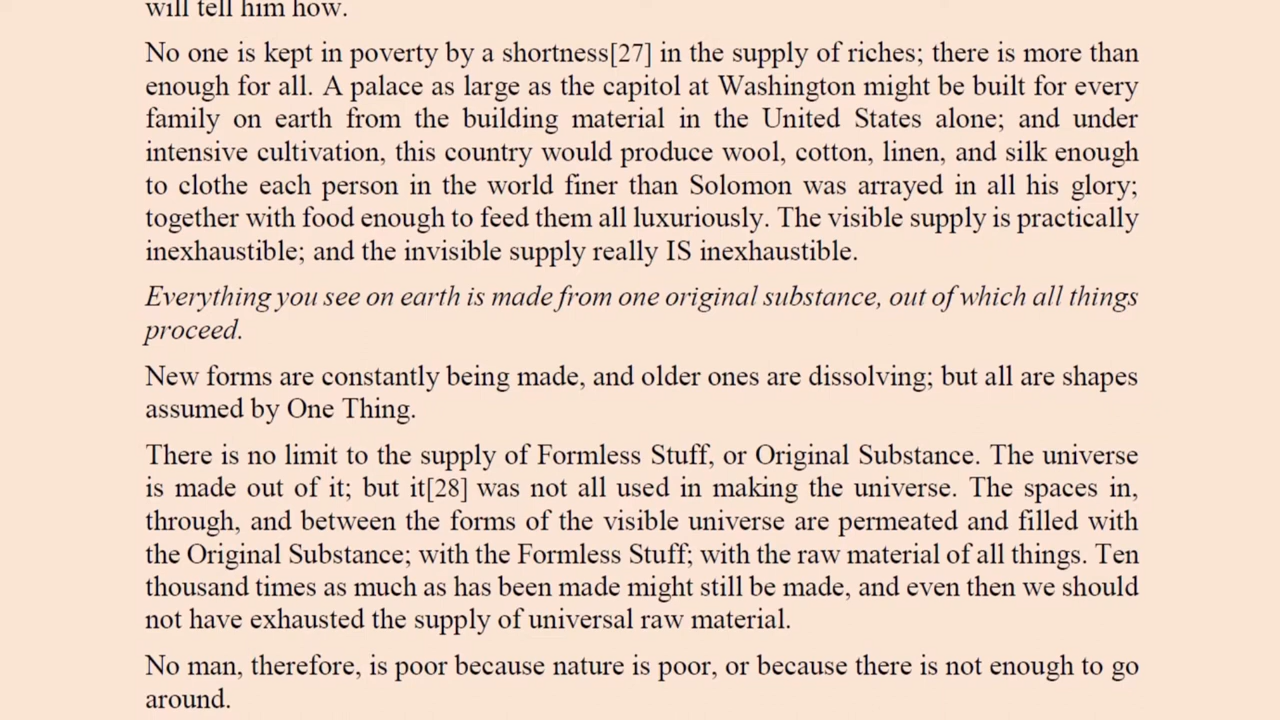 will tell him how.
No one is kept in poverty by a shortness[27] in the supply of riches; there is more than
enough for all. A palace as large as the capitol at Washington might be built for every
family on earth from the building material in the United States alone; and under
intensive cultivation, this country would produce wool, cotton, linen, and silk enough
to clothe each person in the world finer than Solomon was arrayed in all his glory;
together with food enough to feed them all luxuriously. The visible supply is practically
inexhaustible; and the invisible supply really IS inexhaustible.
Everything you see on earth is made from one original substance, out of which all things
proceed.
New forms are constantly being made, and older ones are dissolving; but all are shapes
assumed by One Thing.
There is no limit to the supply of Formless Stuff, or Original Substance. The universe
is made out of it; but it[28] was not all used in making the universe. The spaces in,
through, and between the forms of the visible universe are permeated and filled with
the Original Substance; with the Formless Stuff; with the raw material of all things. Ten
thousand times as much as has been made might still be made, and even then we should
not have exhausted the supply of universal raw material.
No man, therefore, is poor because nature is poor, or because there is not enough to go
around.